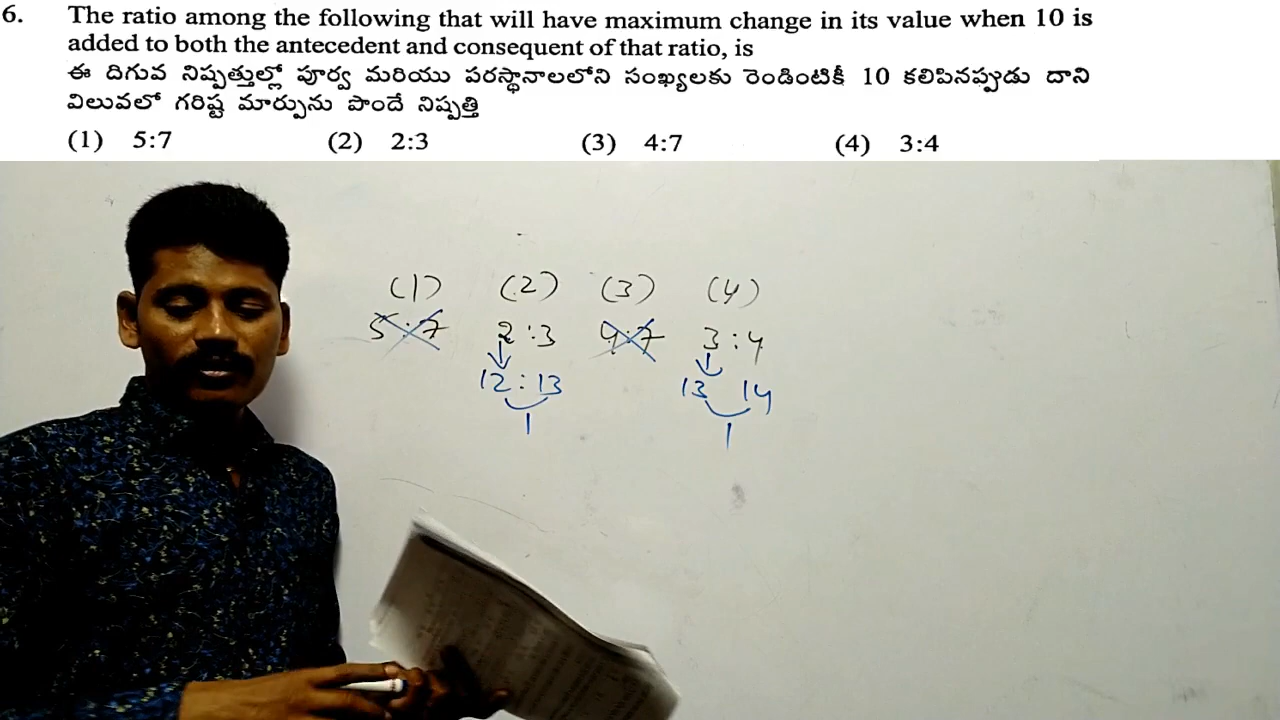 6. The ratio among the following that will have maximum change in its value when 10 is
added to both the antecedent and consequent of that ratio, is
ఈ దిగువ నిష్పత్తుల్లో పూర్వ మరియు పరస్థానాలలోని సంఖ్యలకు రెండింటికీ 10 కలిపినప్పుడు దాని
విలువలో గరిష్ట మార్పును పొందే నిష్పత్తి
(1) 5:7 (2) 2:3 (3) 4:7 (4) 3:4
(1) (2) (3) (4)
5:7 2:3 4:7 3:4
12:13 13 14
1 1